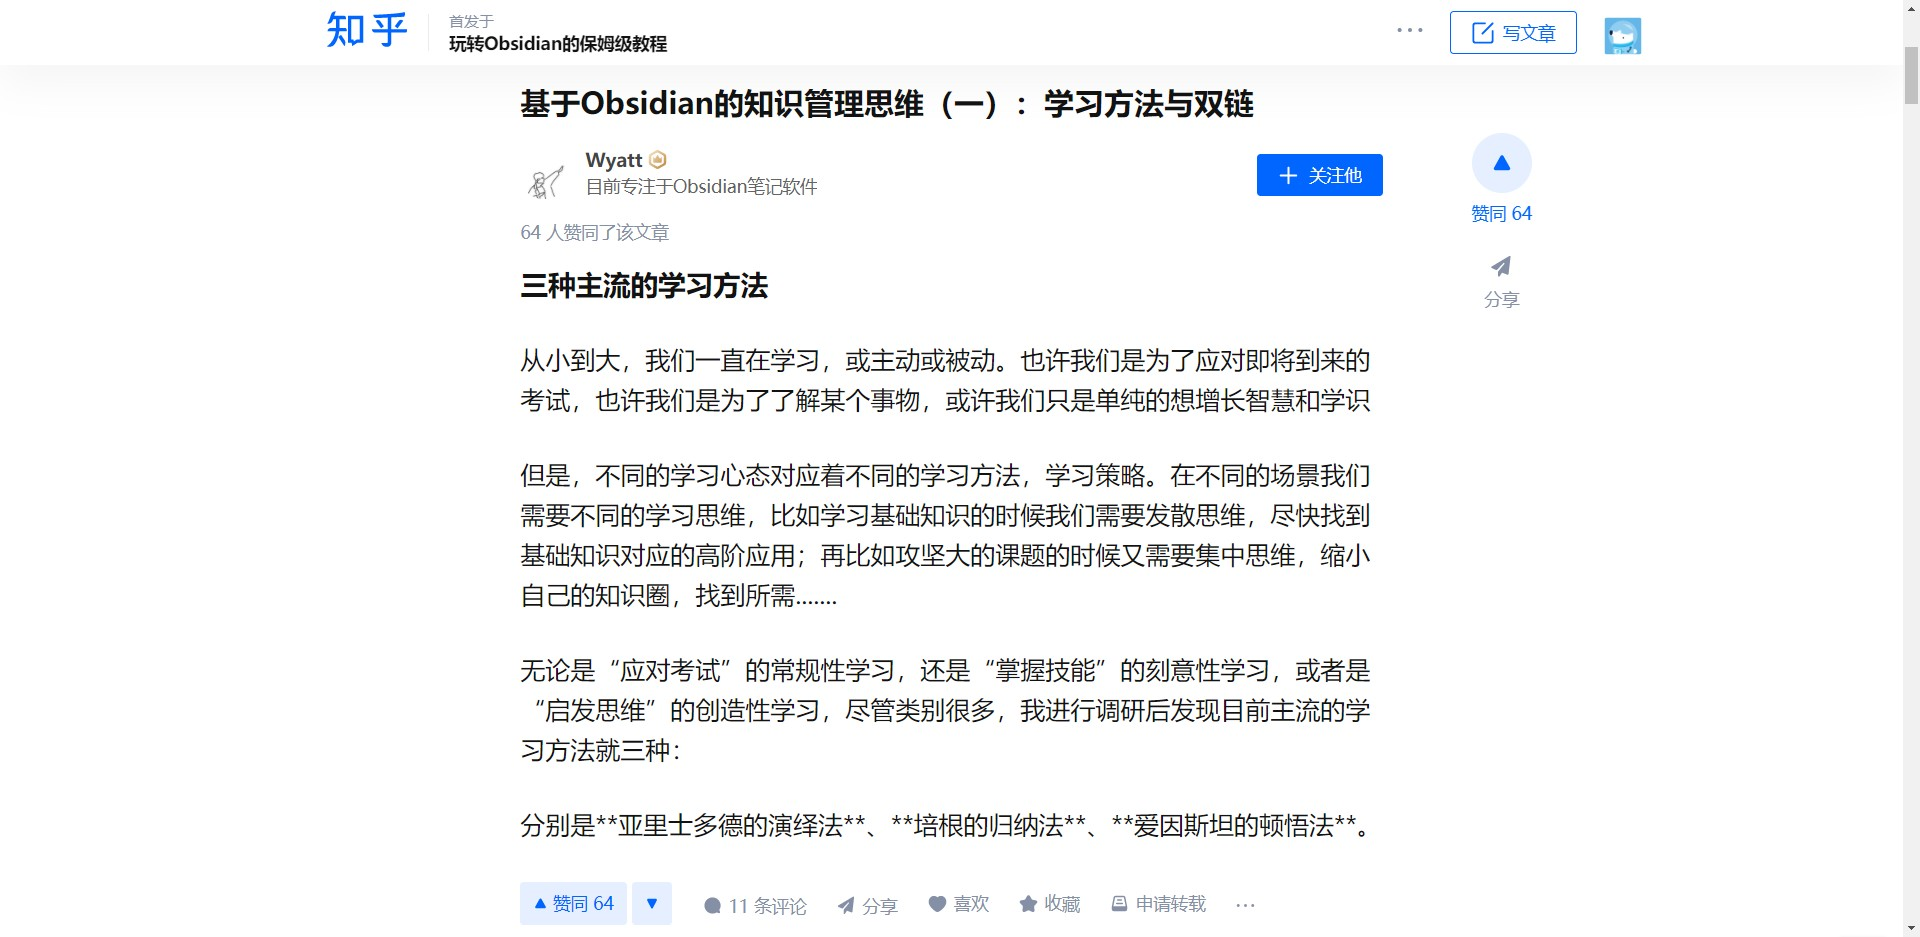 知乎
首发于
玩转Obsidian的保姆级教程
···
写文章
基于Obsidian的知识管理思维（一）：学习方法与双链
Wyatt
目前专注于Obsidian笔记软件
关注他
赞同 64
64 人赞同了该文章
分享
三种主流的学习方法
从小到大，我们一直在学习，或主动或被动。也许我们是为了应对即将到来的
考试，也许我们是为了了解某个事物，或许我们只是单纯的想增长智慧和学识
但是，不同的学习心态对应着不同的学习方法，学习策略。在不同的场景我们
需要不同的学习思维，比如学习基础知识的时候我们需要发散思维，尽快找到
基础知识对应的高阶应用；再比如攻坚大的课题的时候又需要集中思维，缩小
自己的知识圈，找到所需.......
无论是“应对考试”的常规性学习，还是“掌握技能”的刻意性学习，或者是
“启发思维”的创造性学习，尽管类别很多，我进行调研后发现目前主流的学
习方法就三种：
分别是**亚里士多德的演绎法**、**培根的归纳法**、**爱因斯坦的顿悟法**。
赞同 64 11 条评论 分享 喜欢 收藏 申请转载 ···